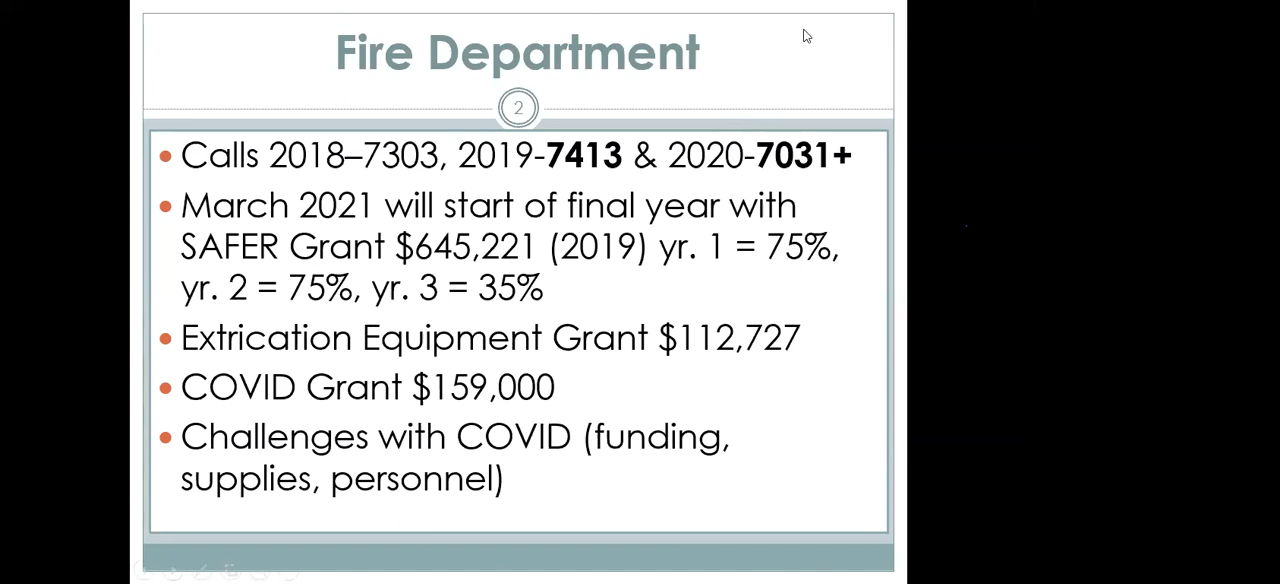 Fire Department
2
Calls 2018–7303, 2019-7413 & 2020-7031+
March 2021 will start of final year with
SAFER Grant $645,221 (2019) yr. 1 = 75%,
yr. 2 = 75%, yr. 3 = 35%
Extrication Equipment Grant $112,727
COVID Grant $159,000
Challenges with COVID (funding,
supplies, personnel)